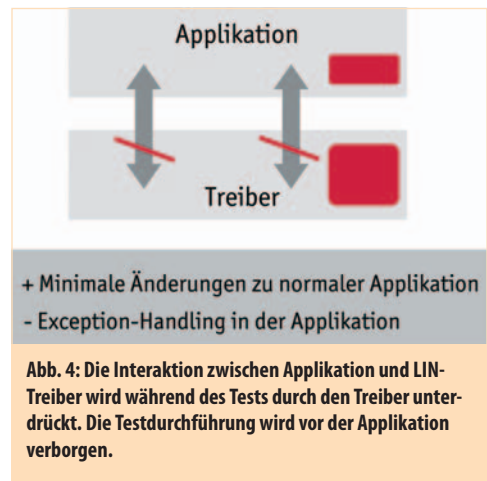 Applikation
Treiber
+ Minimale Änderungen zu normaler Applikation
- Exception-Handling in der Applikation
Abb. 4: Die Interaktion zwischen Applikation und LIN-
Treiber wird während des Tests durch den Treiber unter-
drückt. Die Testdurchführung wird vor der Applikation
verborgen.